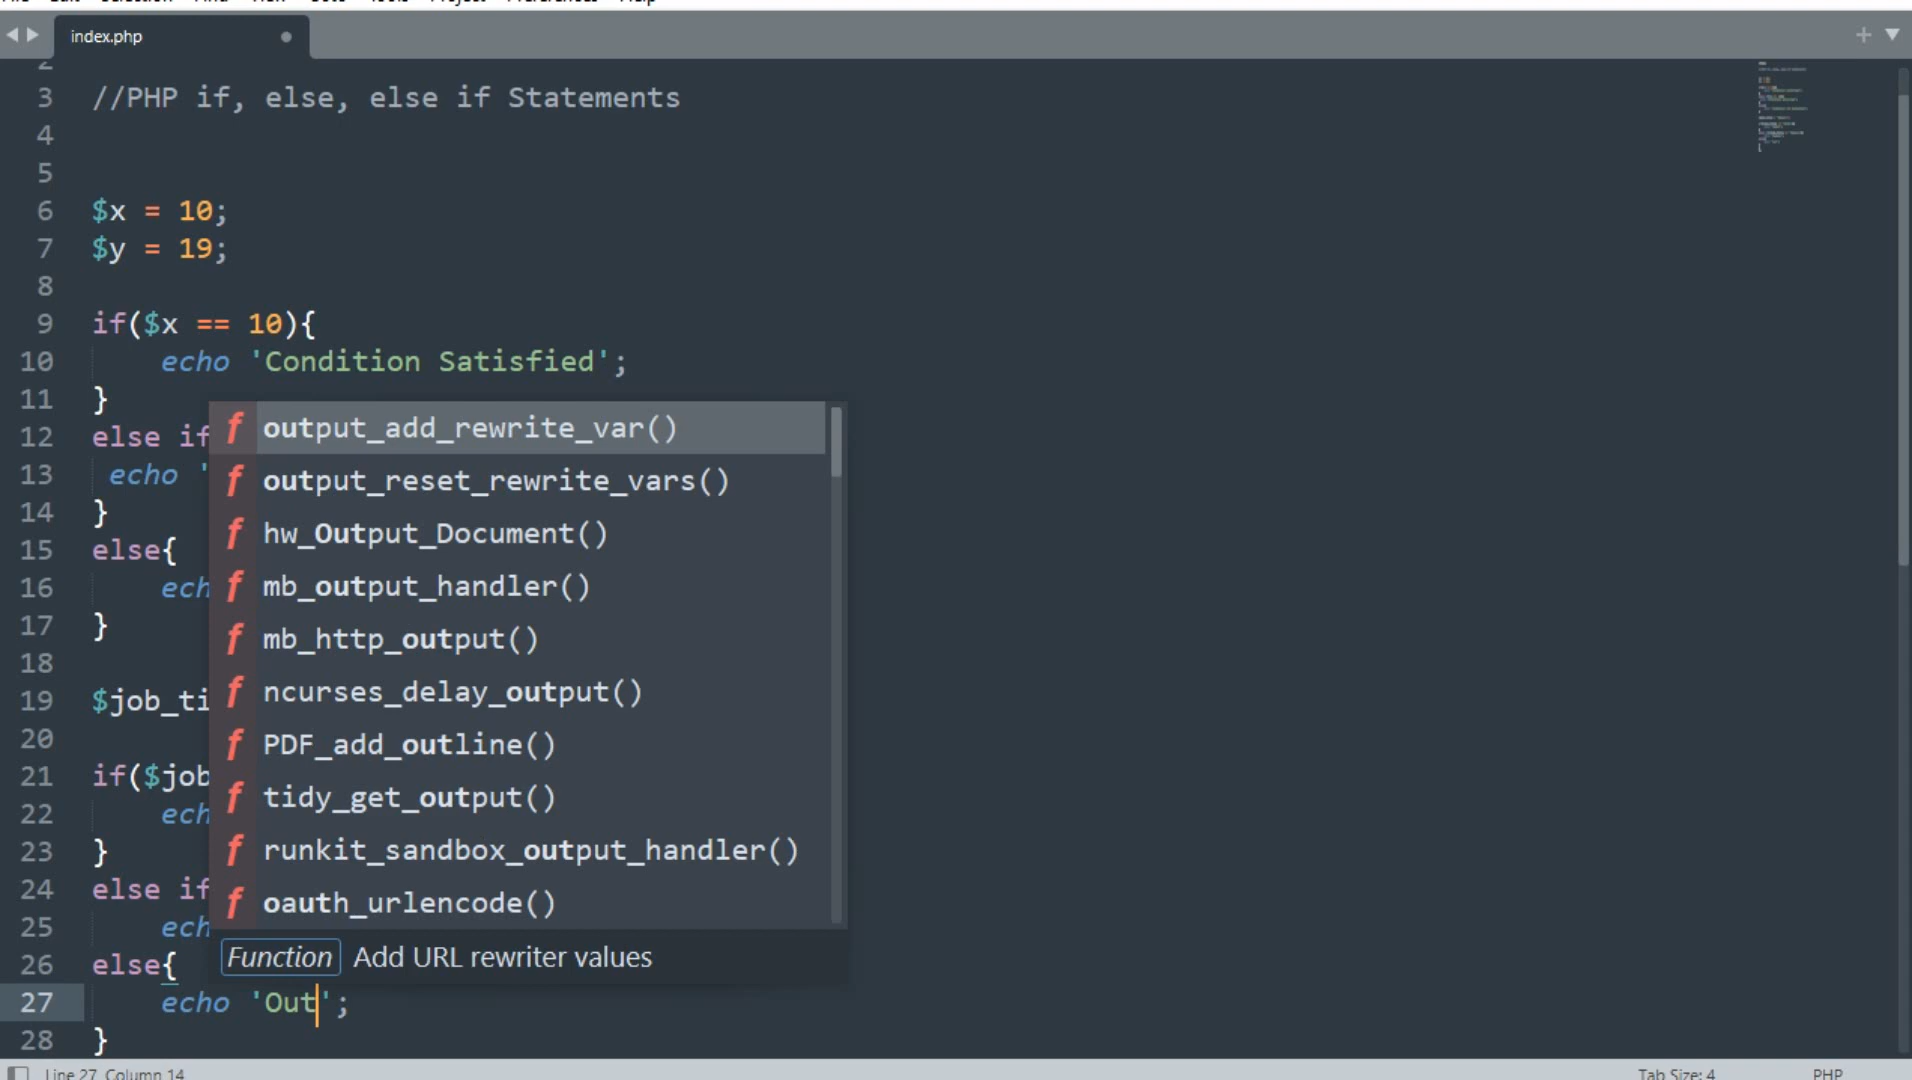 index.php
2
3 //PHP if, else, else if Statements
4
5
6 $x = 10;
7 $y = 19;
8
9 if($x == 10){
10 echo 'Condition Satisfied';
11 }
12 else if
13 echo '
14 }
15 else{
16 ech
17 }
18
19 $job_ti
20
21 if($job
22 ech
23 }
24 else if
25 ech
26 else{
27 echo 'Out';
28 }
f output_add_rewrite_var()
f output_reset_rewrite_vars()
f hw_Output_Document()
f mb_output_handler()
f mb_http_output()
f ncurses_delay_output()
f PDF_add_outline()
f tidy_get_output()
f runkit_sandbox_output_handler()
f oauth_urlencode()
Function Add URL rewriter values
Line 27, Column 14
Tab Size: 4 PHP